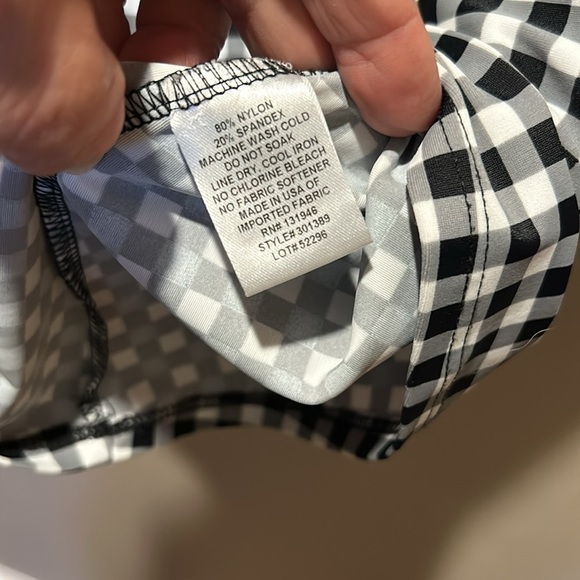 80% NYLON
20% SPANDEX
MACHINE WASH COLD
DO NOT SOAK
LINE DRY, COOL IRON
NO CHLORINE BLEACH
NO FABRIC SOFTENER
MADE IN USA OF
IMPORTED FABRIC
RN# 131946
STYLE#301389
LOT#52296